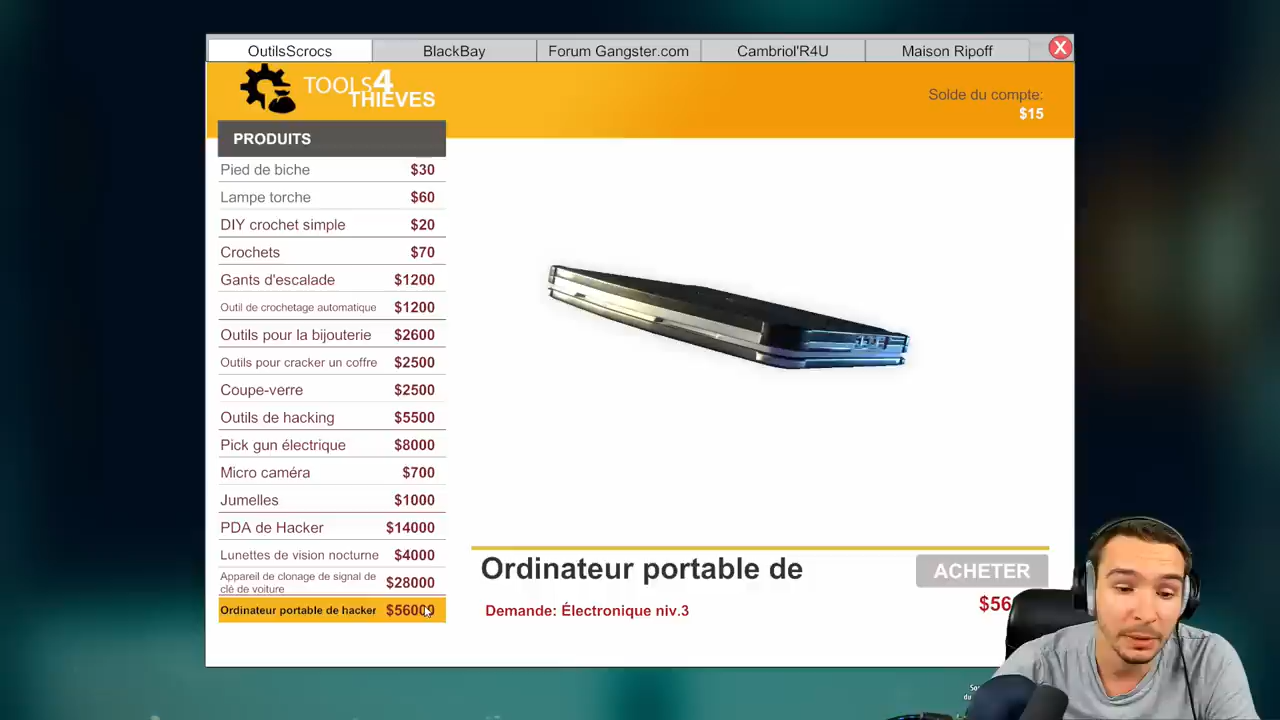 OutilsScrocs
BlackBay
Forum Gangster.com
Cambriol'R4U
Maison Ripoff
X
TOOLS4
THIEVES
Solde du compte:
$15
PRODUITS
Pied de biche $30
Lampe torche $60
DIY crochet simple $20
Crochets $70
Gants d'escalade $1200
Outil de crochetage automatique $1200
Outils pour la bijouterie $2600
Outils pour cracker un coffre $2500
Coupe-verre $2500
Outils de hacking $5500
Pick gun électrique $8000
Micro caméra $700
Jumelles $1000
PDA de Hacker $14000
Lunettes de vision nocturne $4000
Appareil de clonage de signal de
clé de voiture $28000
Ordinateur portable de hacker $56000
Ordinateur portable de
ACHETER
Demande: Électronique niv.3
$56